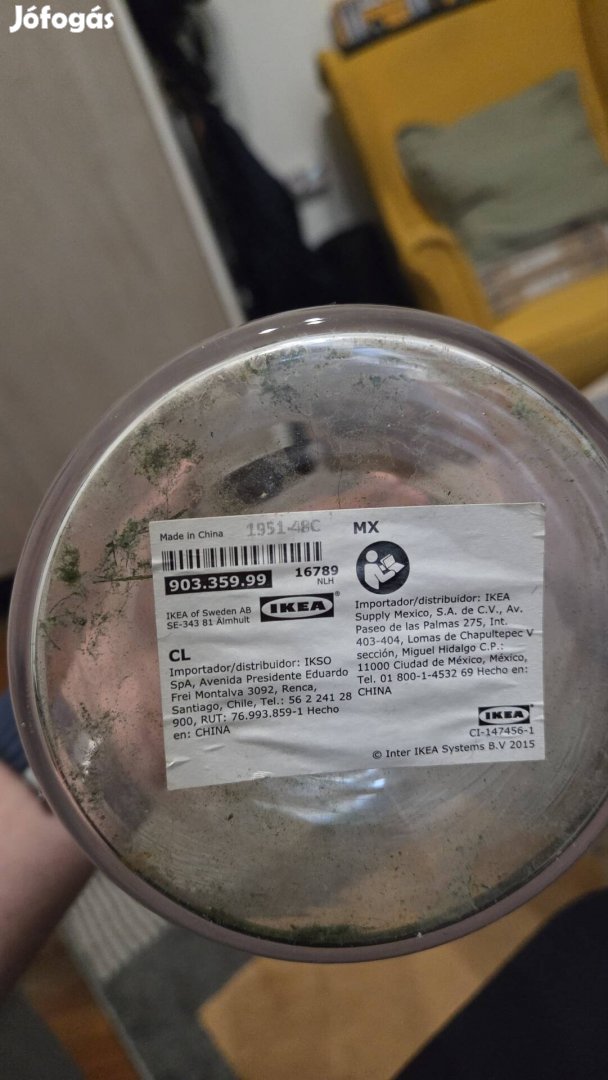 Jófogás
Made in China 1951-48C
903.359.99
16789
NLH
IKEA of Sweden AB
SE-343 81 Älmhult
IKEA®
CL
Importador/distribuidor: IKSO
SpA, Avenida Presidente Eduardo
Frei Montalva 3092, Renca,
Santiago, Chile, Tel.: 56 2 241 28
900, RUT: 76.993.859-1 Hecho
en: CHINA
MX
Importador/distribuidor: IKEA
Supply Mexico, S.A. de C.V., Av.
Paseo de las Palmas 275, Int.
403-404, Lomas de Chapultepec V
sección, Miguel Hidalgo C.P.:
11000 Ciudad de México, México,
Tel. 01 800-1-4532 69 Hecho en:
CHINA
IKEA
CI-147456-1
© Inter IKEA Systems B.V 2015